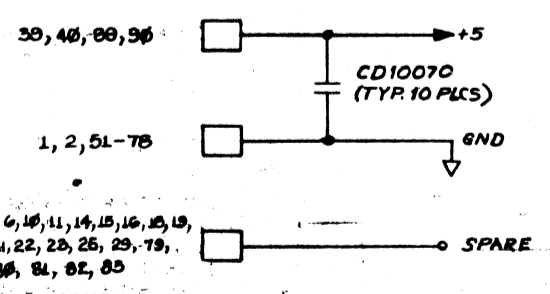 39, 40, 89, 90
+5
CD10070
(TYP. 10 PLCS)
1, 2, 51-78
GND
6, 10, 11, 14, 15, 16, 18, 19,
22, 23, 25, 29, 79,
81, 82, 83
SPARE